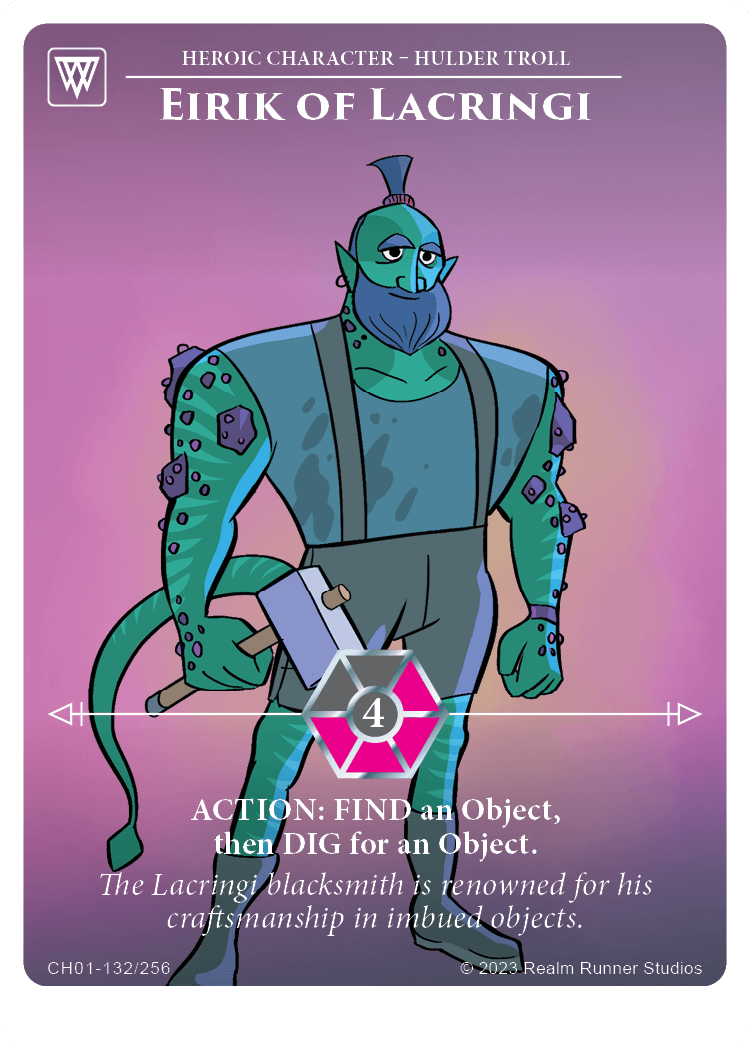 HEROIC CHARACTER – HULDER TROLL
EIRIK OF LACRINGI
4
ACTION: FIND an Object,
then DIG for an Object.
The Lacringi blacksmith is renowned for his
craftsmanship in imbued objects.
CH01-132/256
© 2023 Realm Runner Studios